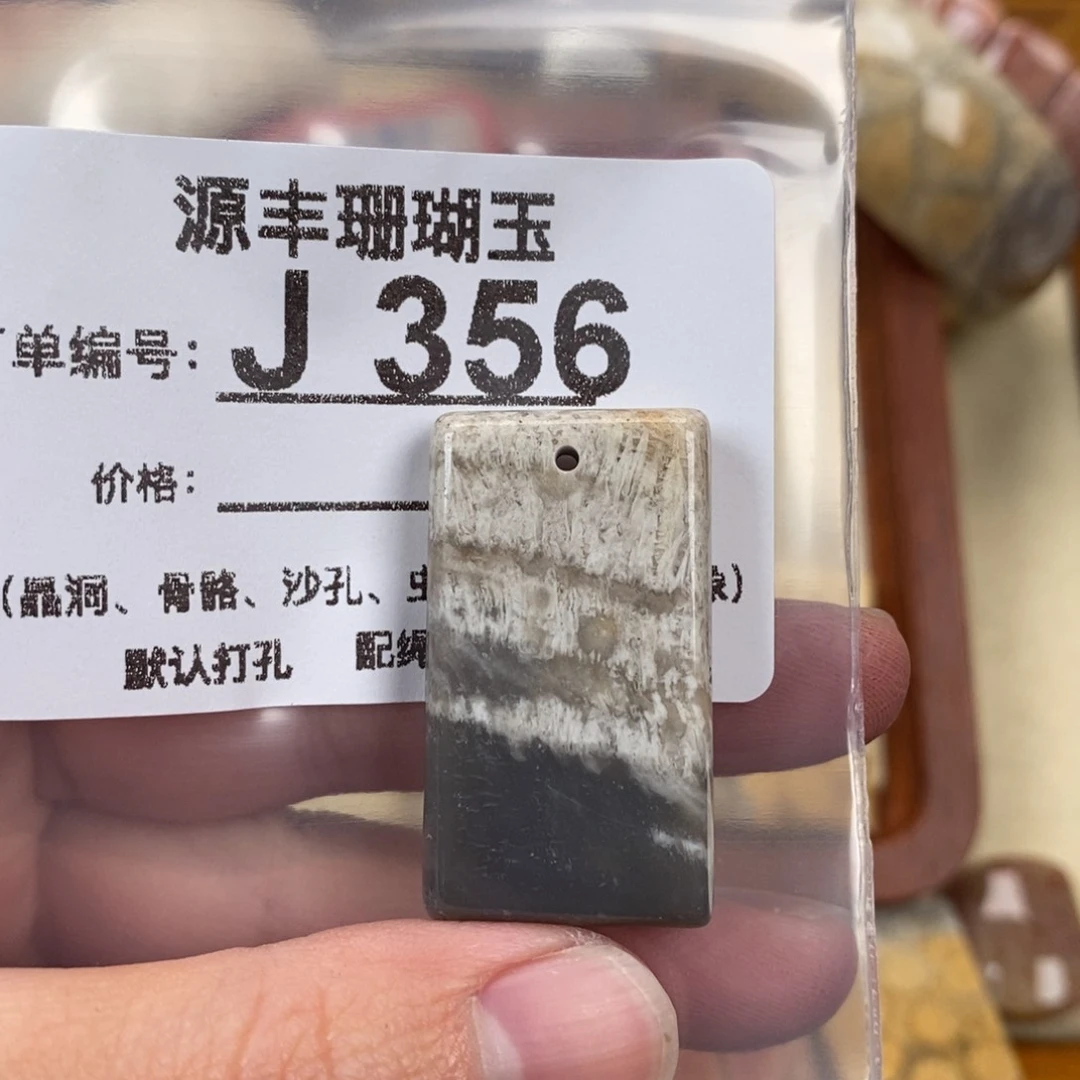 源丰珊瑚玉
单编号：J 356
价格：
（晶洞、骨骼、沙孔、虫
默认打孔 配绳